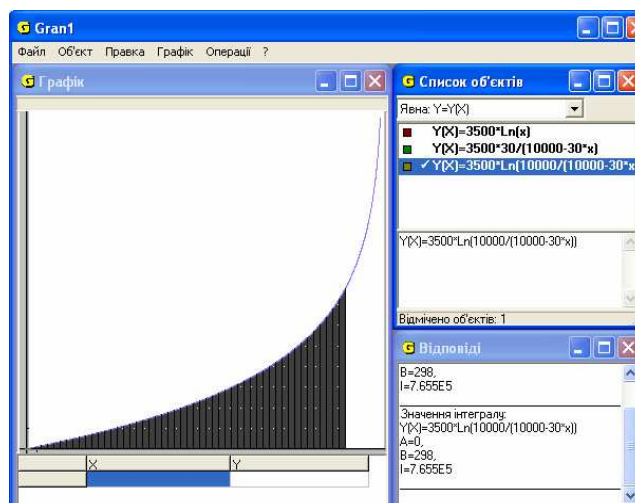 Gran1
Файл Об'єкт Правка Графік Операції ?
Графік
X Y
Список об'єктів
Явна: Y=Y(X)
Y(X)=3500*Ln(x)
Y(X)=3500*30/(10000-30*x)
Y(X)=3500*Ln(10000/(10000-30*x
Y(X)=3500*Ln(10000/(10000-30*x))
Відмічено об'єктів: 1
Відповіді
B=298,
I=7.655E5
Значення інтегралу:
Y(X)=3500*Ln(10000/(10000-30*x))
A=0,
B=298,
I=7.655E5